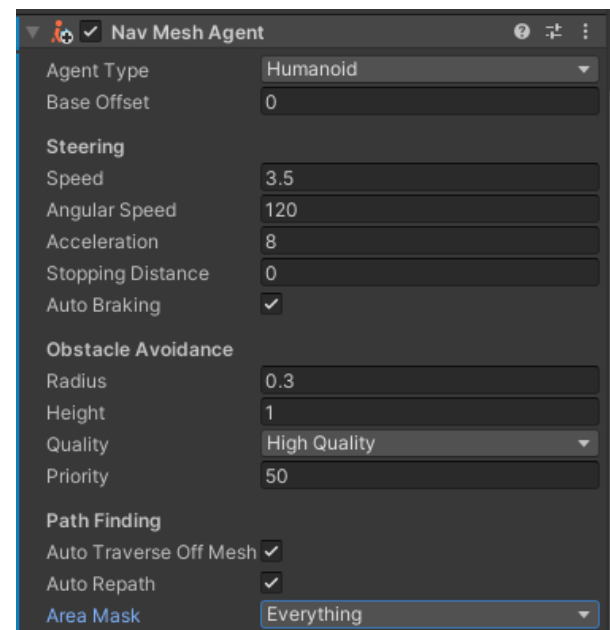 Nav Mesh Agent
Agent Type Humanoid
Base Offset 0
Steering
Speed 3.5
Angular Speed 120
Acceleration 8
Stopping Distance 0
Auto Braking
Obstacle Avoidance
Radius 0.3
Height 1
Quality High Quality
Priority 50
Path Finding
Auto Traverse Off Mesh
Auto Repath
Area Mask Everything